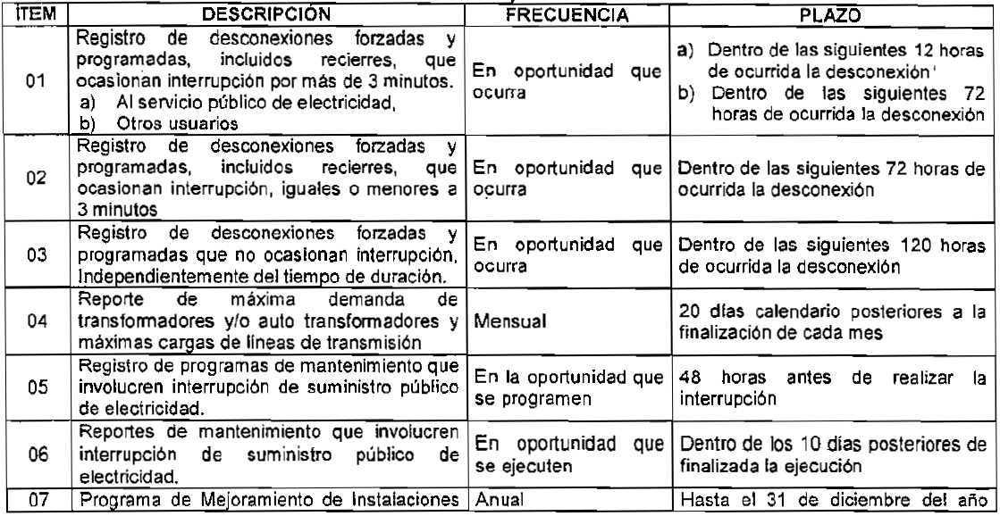 ÍTEM DESCRIPCIÓN FRECUENCIA PLAZO
01
Registro de desconexiones forzadas y
programadas, incluidos recierres, que
ocasionan interrupción por más de 3 minutos.
a) Al servicio público de electricidad,
b) Otros usuarios
En oportunidad que
ocurra
a) Dentro de las siguientes 12 horas
de ocurrida la desconexión
b) Dentro de las siguientes 72
horas de ocurrida la desconexión
02
Registro de desconexiones forzadas y
programadas, incluidos recierres, que
ocasionan interrupción, iguales o menores a
3 minutos
En oportunidad que
ocurra
Dentro de las siguientes 72 horas de
ocurrida la desconexión
03
Registro de desconexiones forzadas y
programadas que no ocasionan interrupción,
Independientemente del tiempo de duración.
En oportunidad que
ocurra
Dentro de las siguientes 120 horas
de ocurrida la desconexión
04
Reporte de máxima demanda de
transformadores y/o auto transformadores y
máximas cargas de líneas de transmisión
Mensual
20 días calendario posteriores a la
finalización de cada mes
05
Registro de programas de mantenimiento que
involucren interrupción de suministro público
de electricidad.
En la oportunidad que
se programen
48 horas antes de realizar la
interrupción
06
Reportes de mantenimiento que involucren
interrupción de suministro público de
electricidad.
En oportunidad que
se ejecuten
Dentro de los 10 días posteriores de
finalizada la ejecución
07
Programa de Mejoramiento de Instalaciones
Anual
Hasta el 31 de diciembre del año